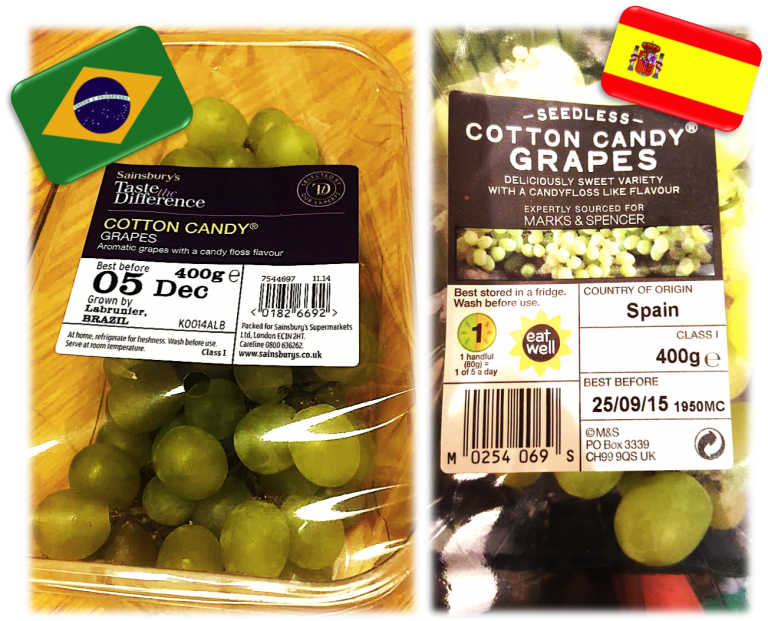 Sainsbury's
Taste the
Difference
SELECTED BY
TD
OUR EXPERTS
COTTON CANDY®
GRAPES
Aromatic grapes with a candy floss flavour
Best before
400g e
05 Dec
Grown by
Labrunier,
BRAZIL
K0014ALB
7544697 11.14
<0182 6692>
At home, refrigerate for freshness. Wash before use.
Serve at room temperature.
Class I
Packed for Sainsbury's Supermarkets
Ltd, London EC1N 2HT.
Careline 0800 636262.
www.sainsburys.co.uk
-SEEDLESS-
COTTON CANDY®
GRAPES
DELICIOUSLY SWEET VARIETY
WITH A CANDYFLOSS LIKE FLAVOUR
EXPERTLY SOURCED FOR
MARKS & SPENCER
Best stored in a fridge.
Wash before use.
1
1 handful
(80g) =
1 of 5 a day
eat
well
COUNTRY OF ORIGIN
Spain
CLASS I
400g e
BEST BEFORE
25/09/15 1950MC
M 0254 069 S
©M&S
PO Box 3339
CH99 9QS UK